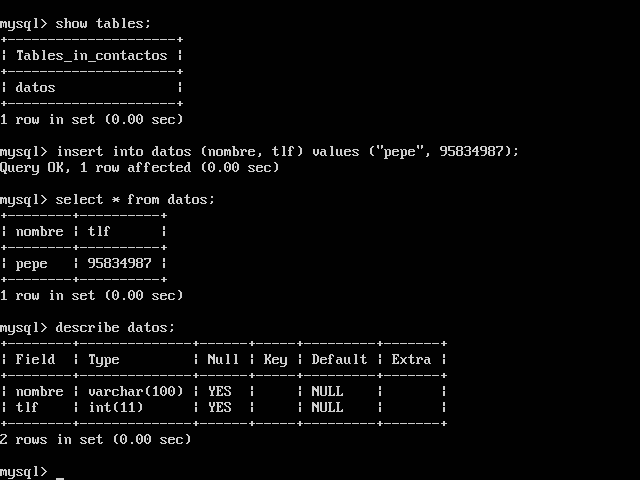 mysql> show tables;
+---------------------+
| Tables_in_contactos |
+---------------------+
| datos               |
+---------------------+
1 row in set (0.00 sec)

mysql> insert into datos (nombre, tlf) values ("pepe", 95834987);
Query OK, 1 row affected (0.00 sec)

mysql> select * from datos;
+--------+----------+
| nombre | tlf      |
+--------+----------+
| pepe   | 95834987 |
+--------+----------+
1 row in set (0.00 sec)

mysql> describe datos;
+--------+--------------+------+-----+---------+-------+
| Field  | Type         | Null | Key | Default | Extra |
+--------+--------------+------+-----+---------+-------+
| nombre | varchar(100) | YES  |     | NULL    |       |
| tlf    | int(11)      | YES  |     | NULL    |       |
+--------+--------------+------+-----+---------+-------+
2 rows in set (0.00 sec)

mysql> _